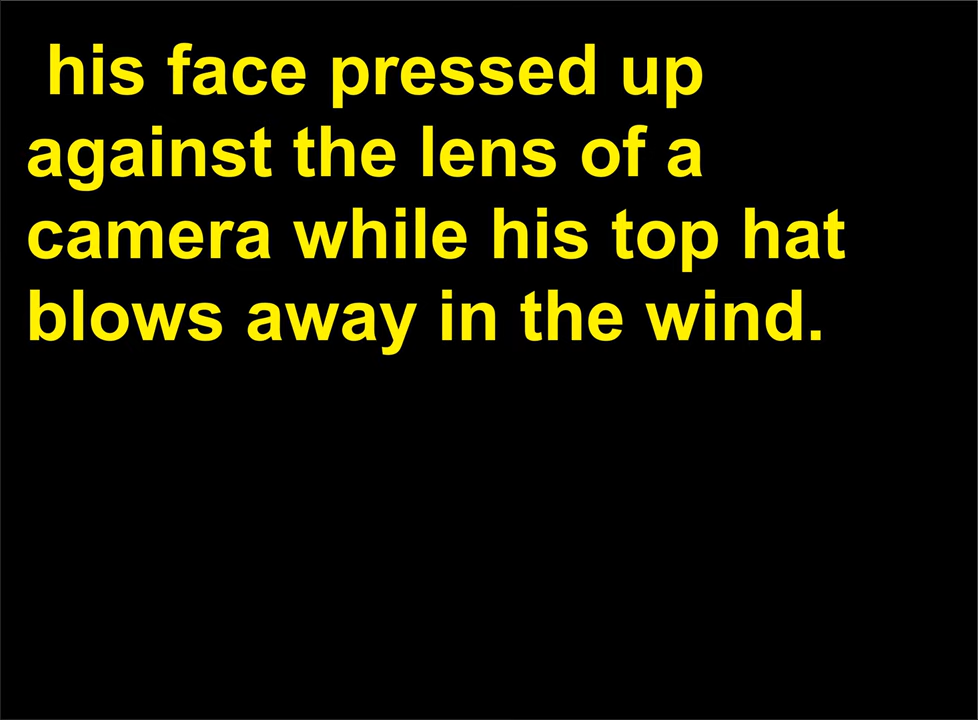 his face pressed up
against the lens of a
camera while his top hat
blows away in the wind.